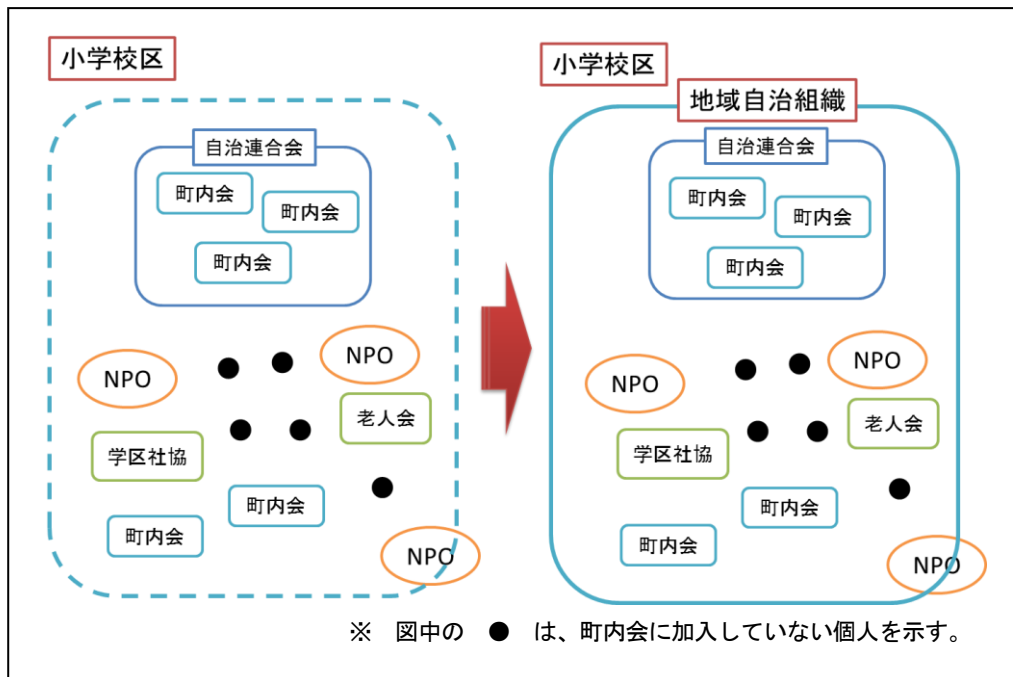 小学校区
自治連合会
町内会
町内会
町内会
NPO
NPO
老人会
学区社協
町内会
町内会
NPO
小学校区
地域自治組織
自治連合会
町内会
町内会
町内会
NPO
NPO
老人会
学区社協
町内会
町内会
NPO
※ 図中の ● は、町内会に加入していない個人を示す。